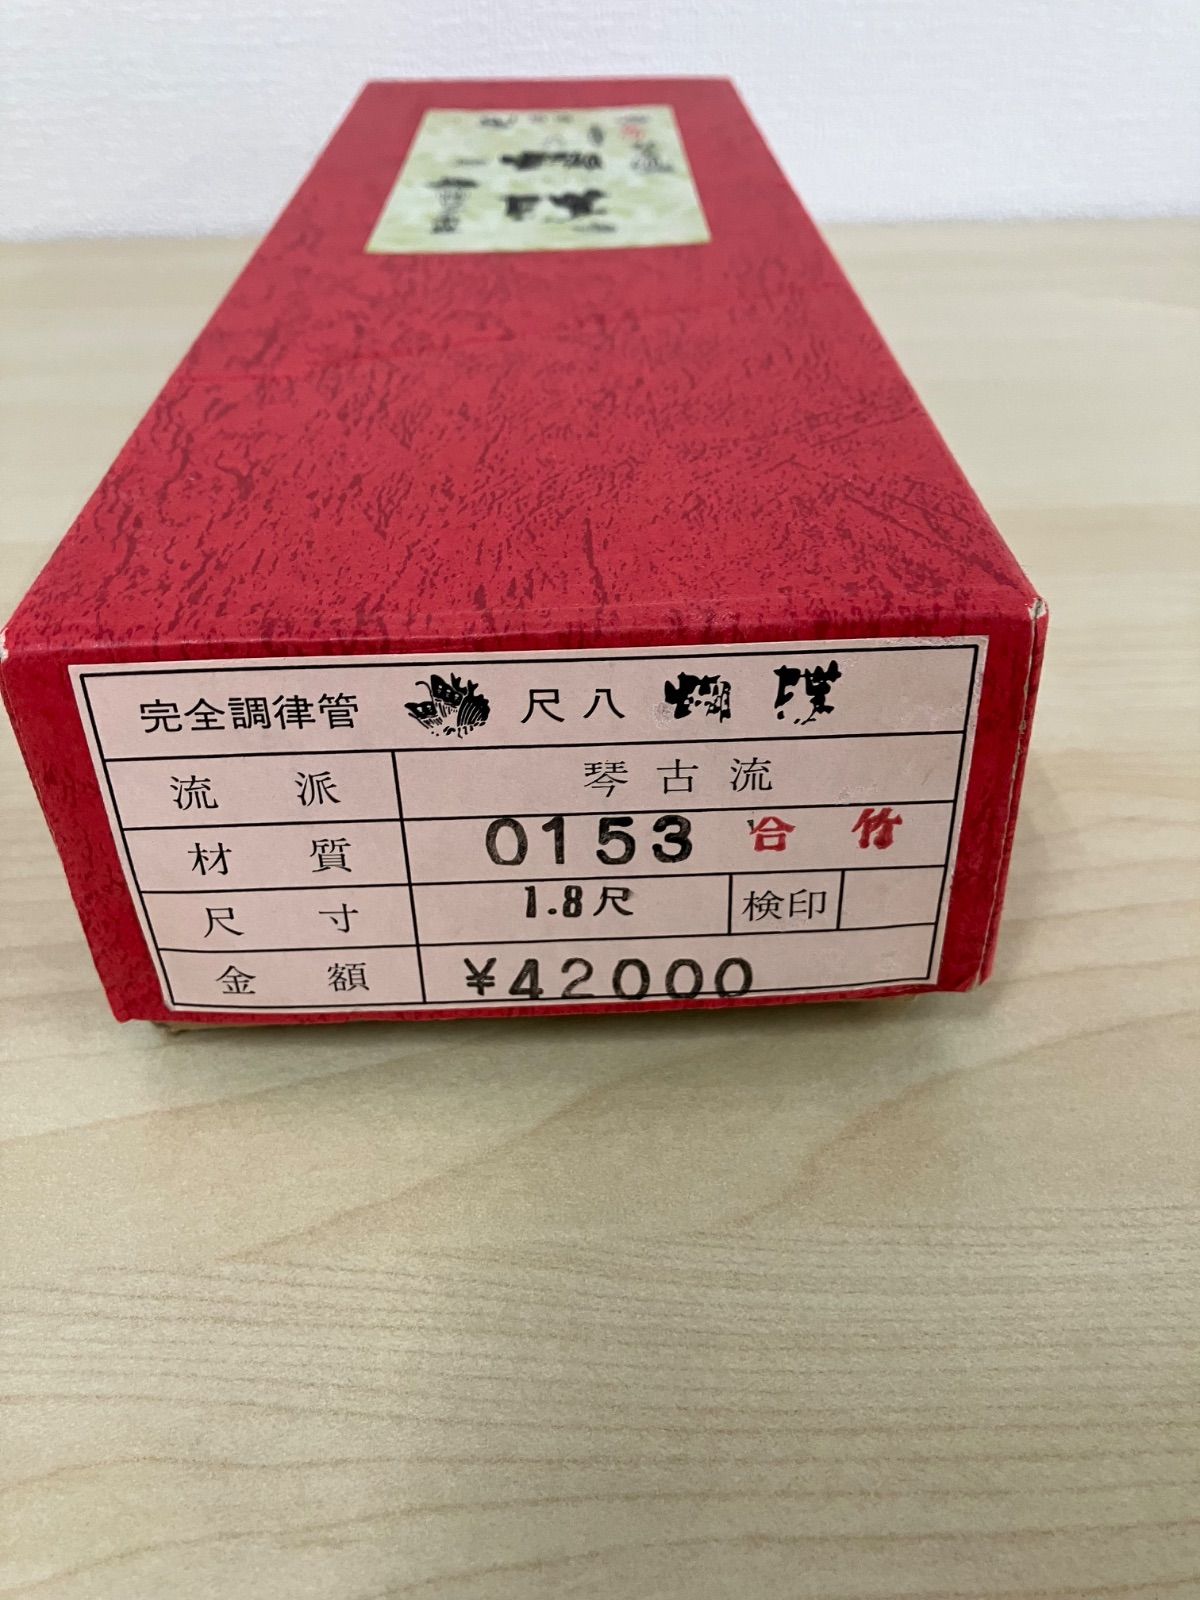 完全調律管 尺八 蝴蝶
流派 琴古流
材質 0153 合竹
尺寸 1.8尺 検印
金額 ¥42000